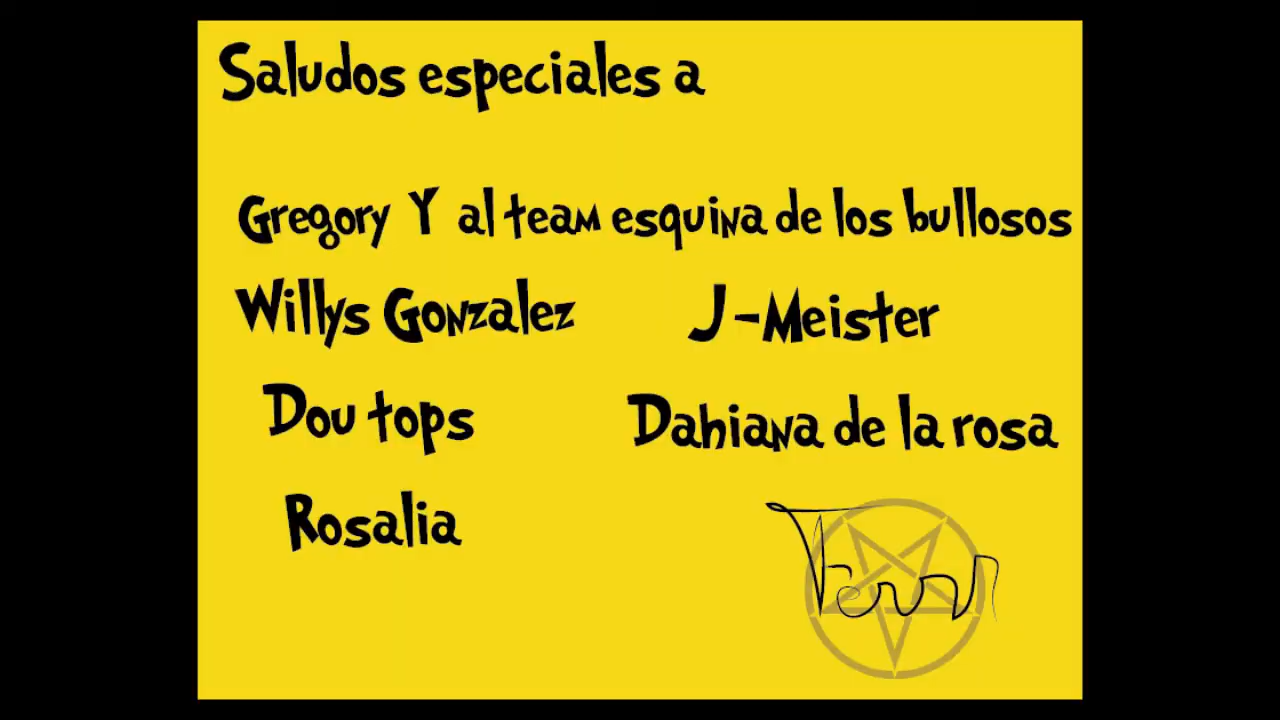 Saludos especiales a
Gregory Y al team esquina de los bullosos
Willys Gonzalez J-Meister
Dou tops Dahiana de la rosa
Rosalia